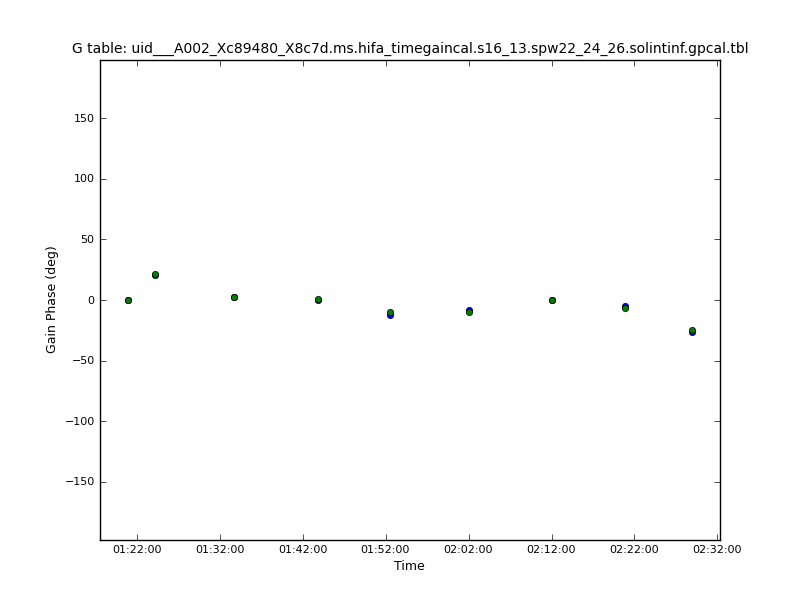 G table: uid___A002_Xc89480_X8c7d.ms.hifa_timegaincal.s16_13.spw22_24_26.solintinf.gpcal.tbl
Gain Phase (deg)
150
100
50
0
−50
−100
−150
01:22:00 01:32:00 01:42:00 01:52:00 02:02:00 02:12:00 02:22:00 02:32:00
Time